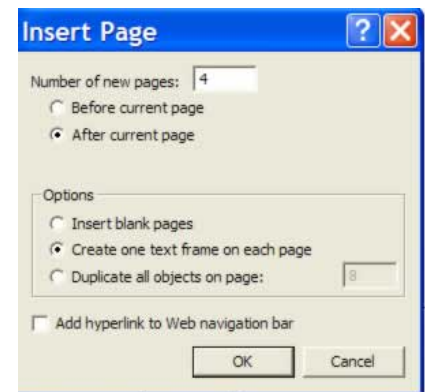 Insert Page
Number of new pages: 4
Before current page
After current page
Options
Insert blank pages
Create one text frame on each page
Duplicate all objects on page: 8
Add hyperlink to Web navigation bar
OK Cancel